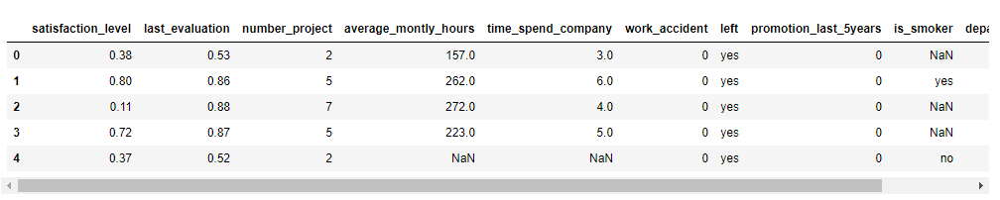 satisfaction_level last_evaluation number_project average_montly_hours time_spend_company work_accident left promotion_last_5years is_smoker depa
0 0.38 0.53 2 157.0 3.0 0 yes 0 NaN
1 0.80 0.86 5 262.0 6.0 0 yes 0 yes
2 0.11 0.88 7 272.0 4.0 0 yes 0 NaN
3 0.72 0.87 5 223.0 5.0 0 yes 0 NaN
4 0.37 0.52 2 NaN NaN 0 yes 0 no